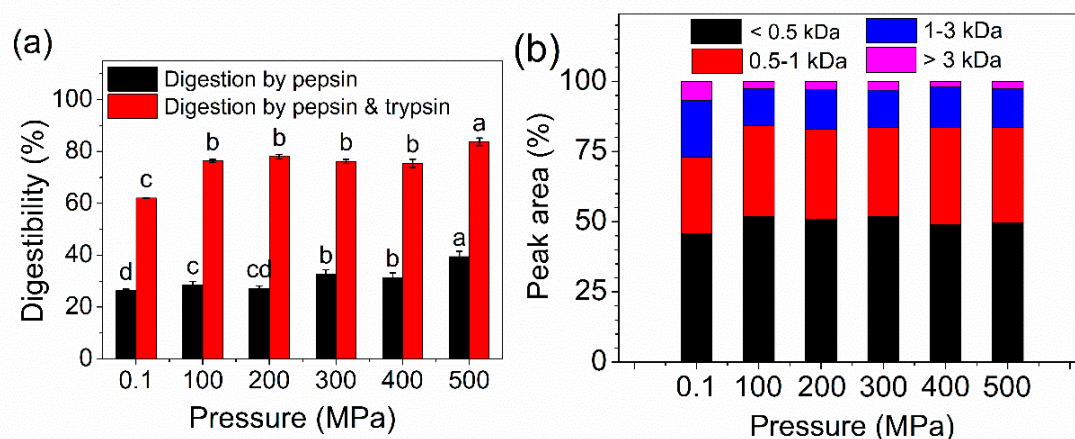 (a)
Digestion by pepsin
Digestion by pepsin & trypsin
Digestibility (%)
100
80
60
40
20
0
d
c
c
b
cd
b
b
b
b
b
a
a
0.1 100 200 300 400 500
Pressure (MPa)
(b)
< 0.5 kDa 1-3 kDa
0.5-1 kDa > 3 kDa
Peak area (%)
100
75
50
25
0
0.1 100 200 300 400 500
Pressure (MPa)